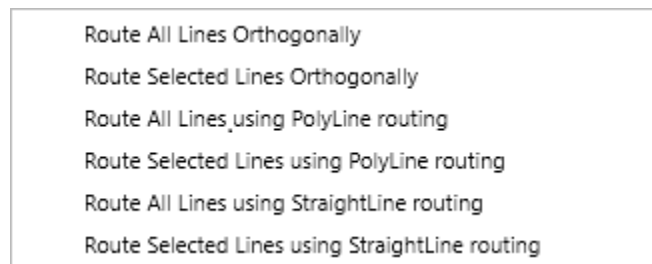 Route All Lines Orthogonally
Route Selected Lines Orthogonally
Route All Lines using PolyLine routing
Route Selected Lines using PolyLine routing
Route All Lines using StraightLine routing
Route Selected Lines using StraightLine routing